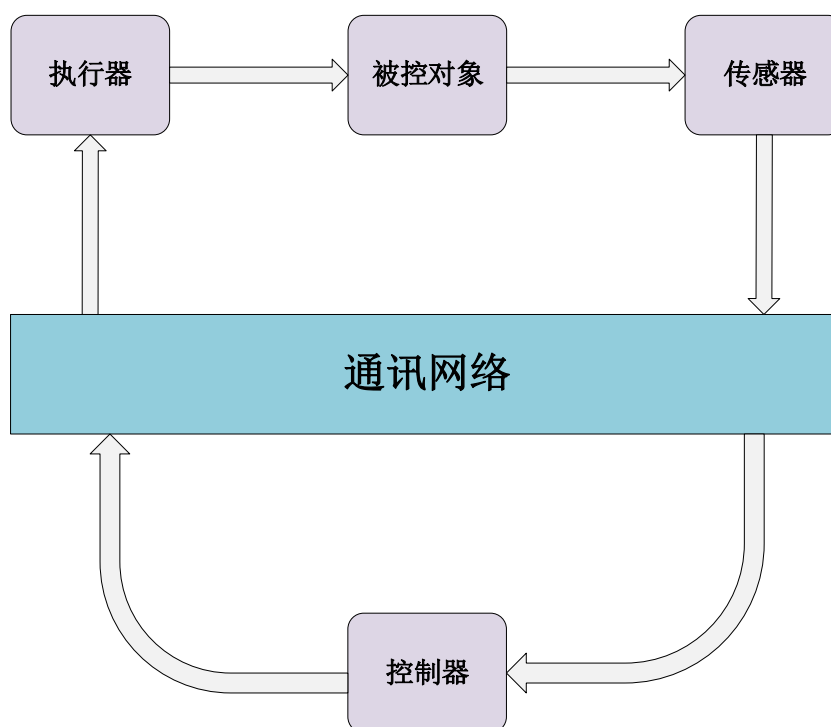 执行器
被控对象
传感器
通讯网络
控制器